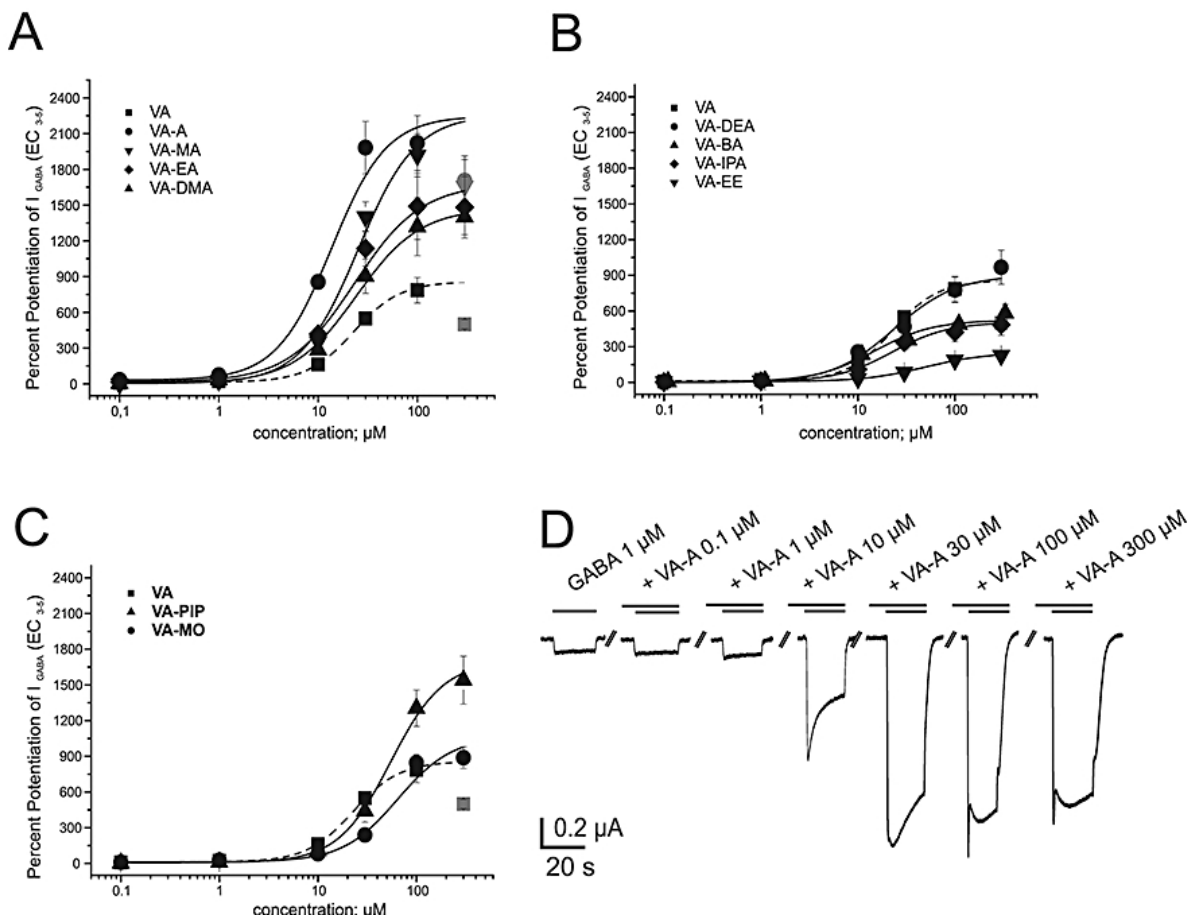 A
Percent Potentiation of I GABA (EC 3-5)
2400
2100
1800
1500
1200
900
600
300
0
VA
VA-A
VA-MA
VA-EA
VA-DMA
0,1
1
10
100
concentration; µM
B
Percent Potentiation of I GABA (EC 3-5)
2400
2100
1800
1500
1200
900
600
300
0
VA
VA-DEA
VA-BA
VA-IPA
VA-EE
0.1
1
10
100
concentration; µM
C
Percent Potentiation of I GABA (EC 3-5)
2400
2100
1800
1500
1200
900
600
300
0
VA
VA-PIP
VA-MO
0.1
1
10
100
concentration; µM
D
GABA 1 µM
+ VA-A 0.1 µM
+ VA-A 1 µM
+ VA-A 10 µM
+ VA-A 30 µM
+ VA-A 100 µM
+ VA-A 300 µM
0.2 µA
20 s